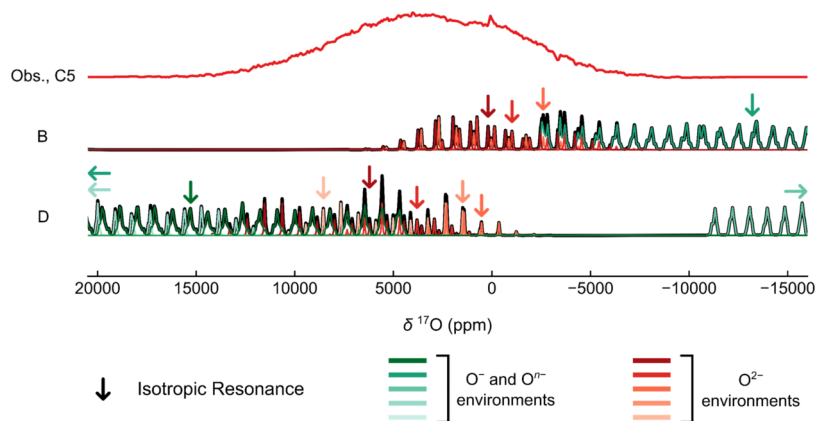 Obs., C5
B
D
20000 15000 10000 5000 0 −5000 −10000 −15000
δ ¹⁷O (ppm)
Isotropic Resonance
O⁻ and Oⁿ⁻
environments
O²⁻
environments